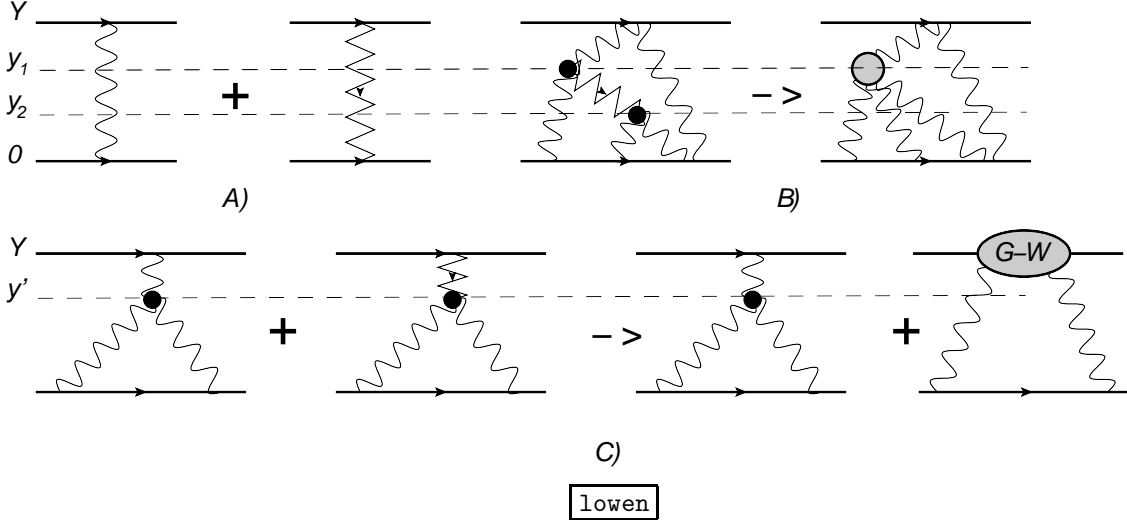 Y
y1
+
->
y2
0
A)
B)
Y
G–W
y'
+
->
+
C)
lowen